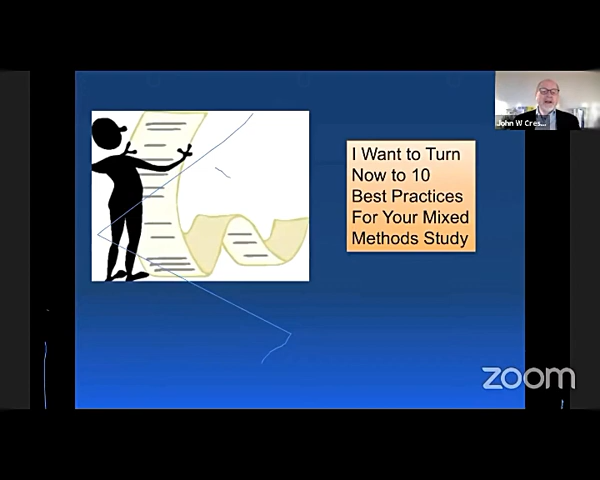 John W Cres...
I Want to Turn
Now to 10
Best Practices
For Your Mixed
Methods Study
zoom